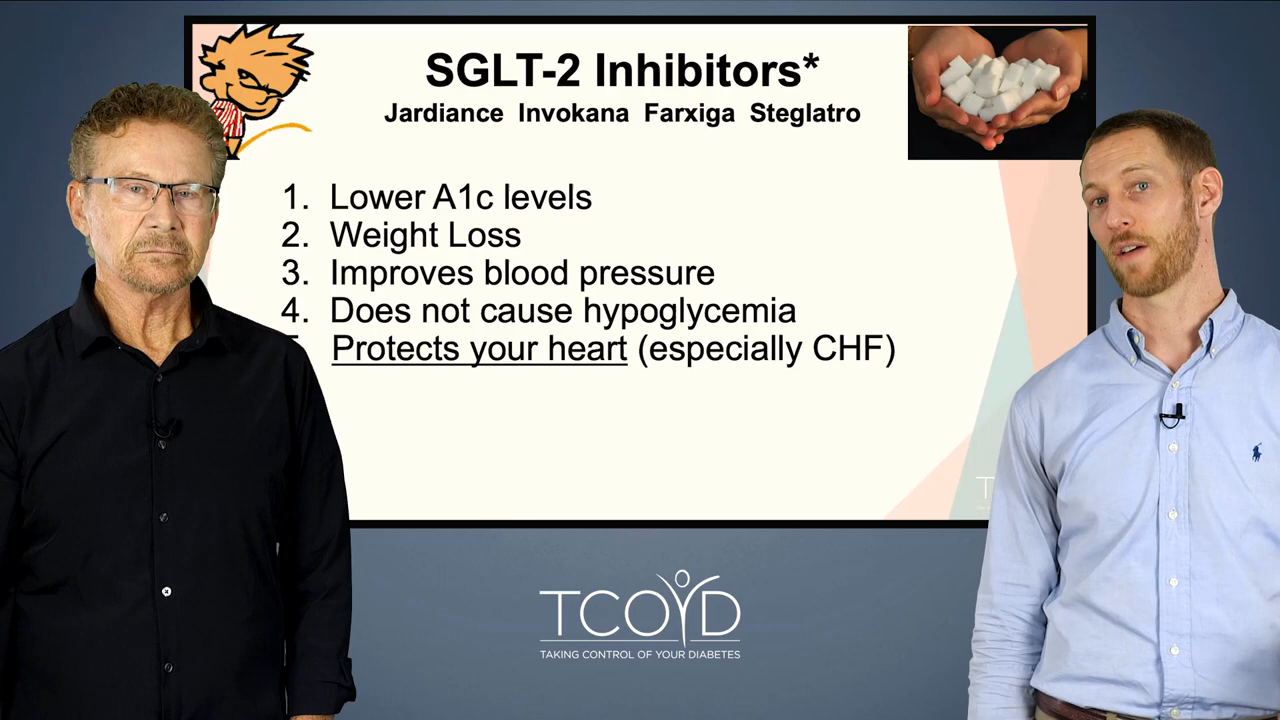 SGLT-2 Inhibitors*
Jardiance Invokana Farxiga Steglatro
1. Lower A1c levels
2. Weight Loss
3. Improves blood pressure
4. Does not cause hypoglycemia
Protects your heart (especially CHF)
TCOYD
TAKING CONTROL OF YOUR DIABETES